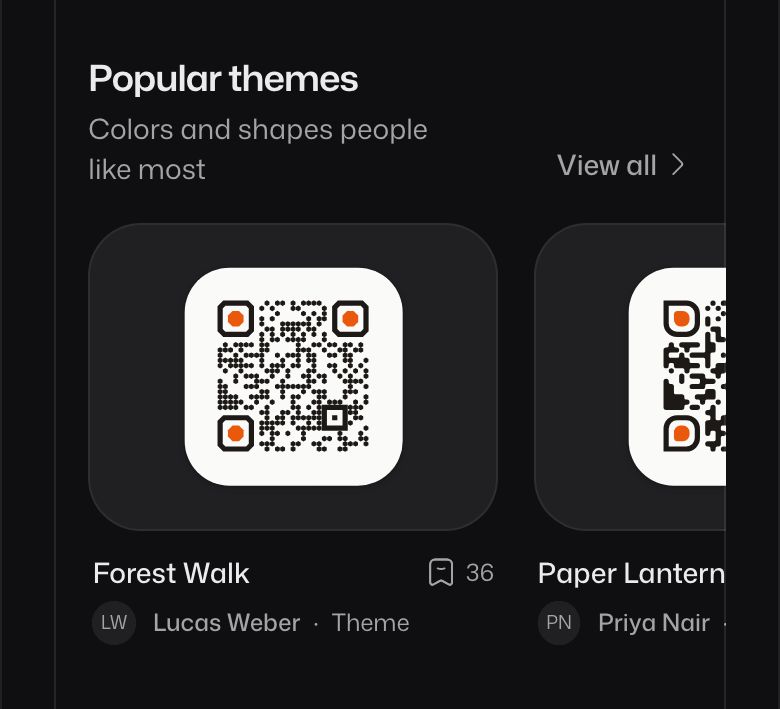 Popular themes
Colors and shapes people
like most
View all
Forest Walk
36
LW
Lucas Weber · Theme
Paper Lantern
PN
Priya Nair ·